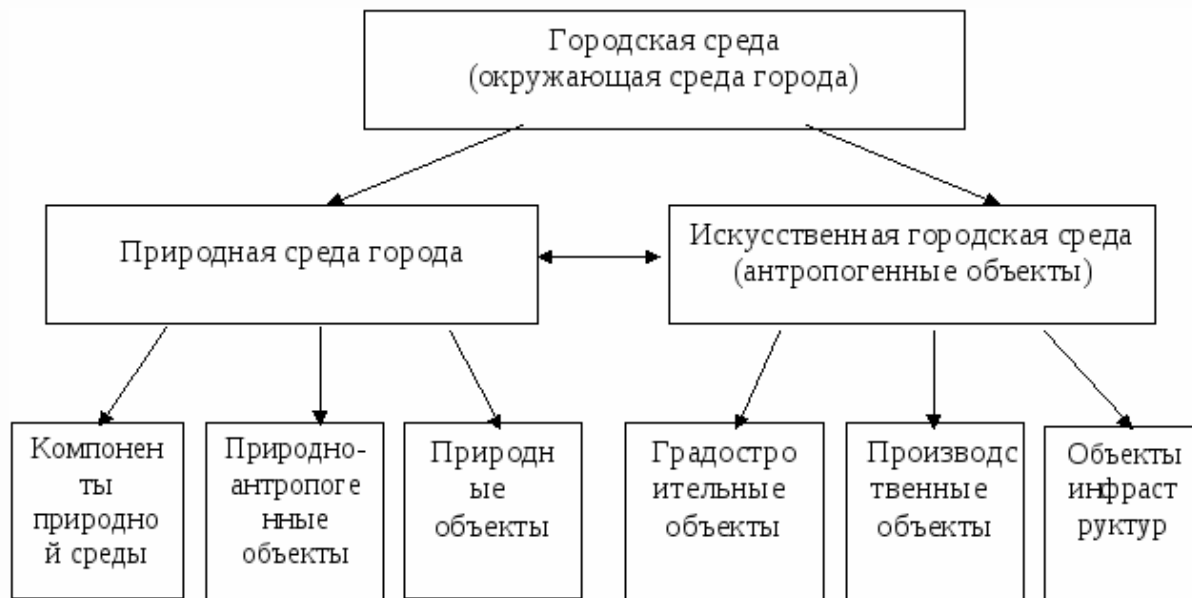 Городская среда
(окружающая среда города)
Природная среда города
Искусственная городская среда
(антропогенные объекты)
Компонен
ты
природно
й среды
Природно-
антропоге
нные
объекты
Природн
ые
объекты
Градостро
ительные
объекты
Производс
твенные
объекты
Объекты
инфраст
руктур